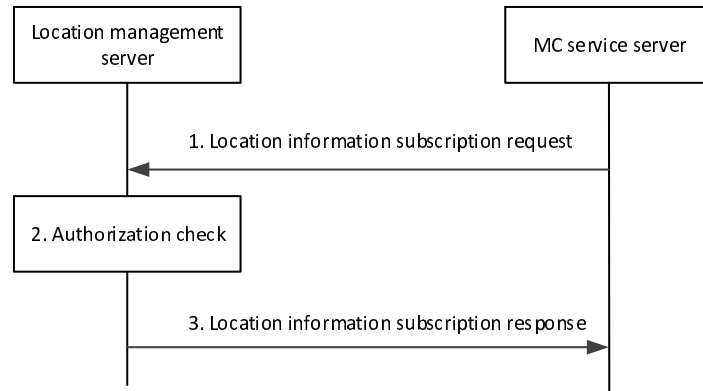 Location management
server
MC service server
1. Location information subscription request
2. Authorization check
3. Location information subscription response